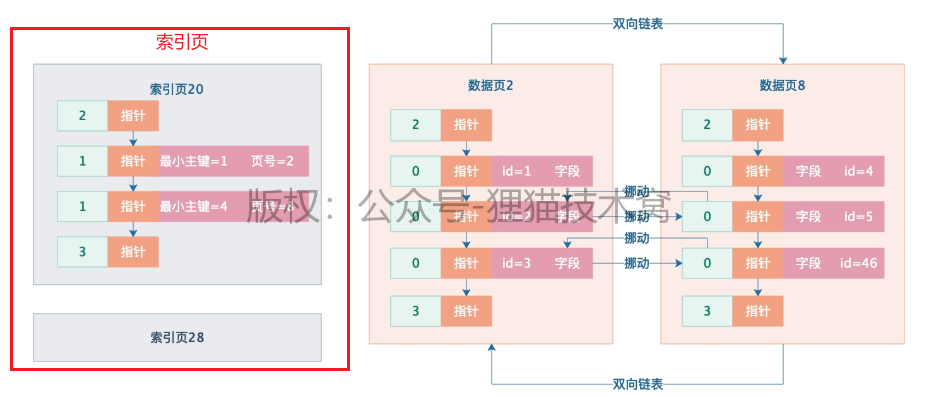 索引页
索引页20
2 指针
1 指针 最小主键=1 页号=2
1 指针 最小主键=4 页号=8
3 指针
索引页28
双向链表
数据页2
2 指针
0 指针 id=1 字段
0 指针 id=2 字段
0 指针 id=3 字段
3 指针
挪动
挪动
挪动
挪动
数据页8
2 指针
0 指针 字段 id=4
0 指针 字段 id=5
0 指针 字段 id=46
3 指针
双向链表
版权：公众号-狸猫技术窝